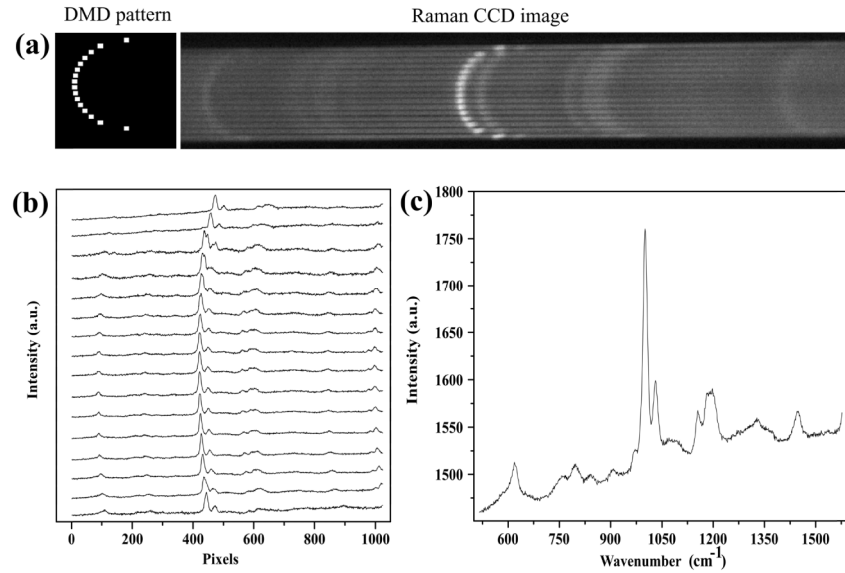 DMD pattern
Raman CCD image
(a)
(b)
(c)
Intensity (a.u.)
0
200
400
600
800
1000
Pixels
Intensity (a.u.)
1800
1750
1700
1650
1600
1550
1500
600
750
900
1050
1200
1350
1500
Wavenumber (cm-1)